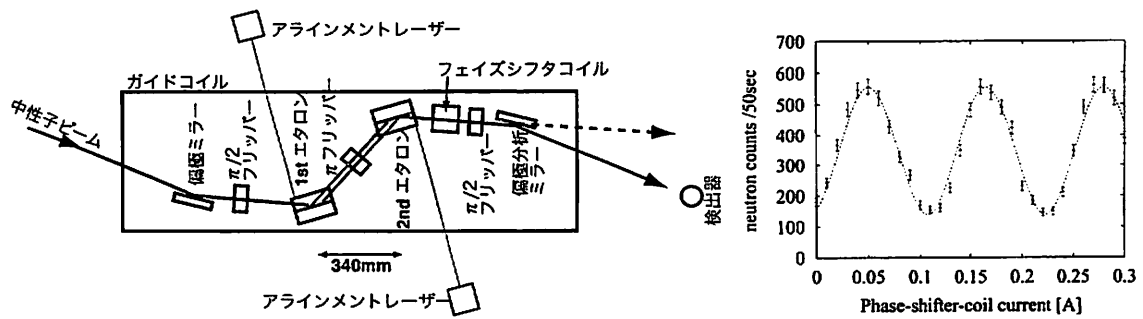 アラインメントレーザー
ガイドコイル
フェイズシフタコイル
中性子ビーム
偏極ミラー
π/2
フリッパー
1st エタロン
π フリッパー
2nd エタロン
π/2
フリッパー
偏極分析
ミラー
検出器
340mm
アラインメントレーザー
700
600
500
400
300
200
100
0
neutron counts /50sec
0 0.05 0.1 0.15 0.2 0.25 0.3
Phase-shifter-coil current [A]